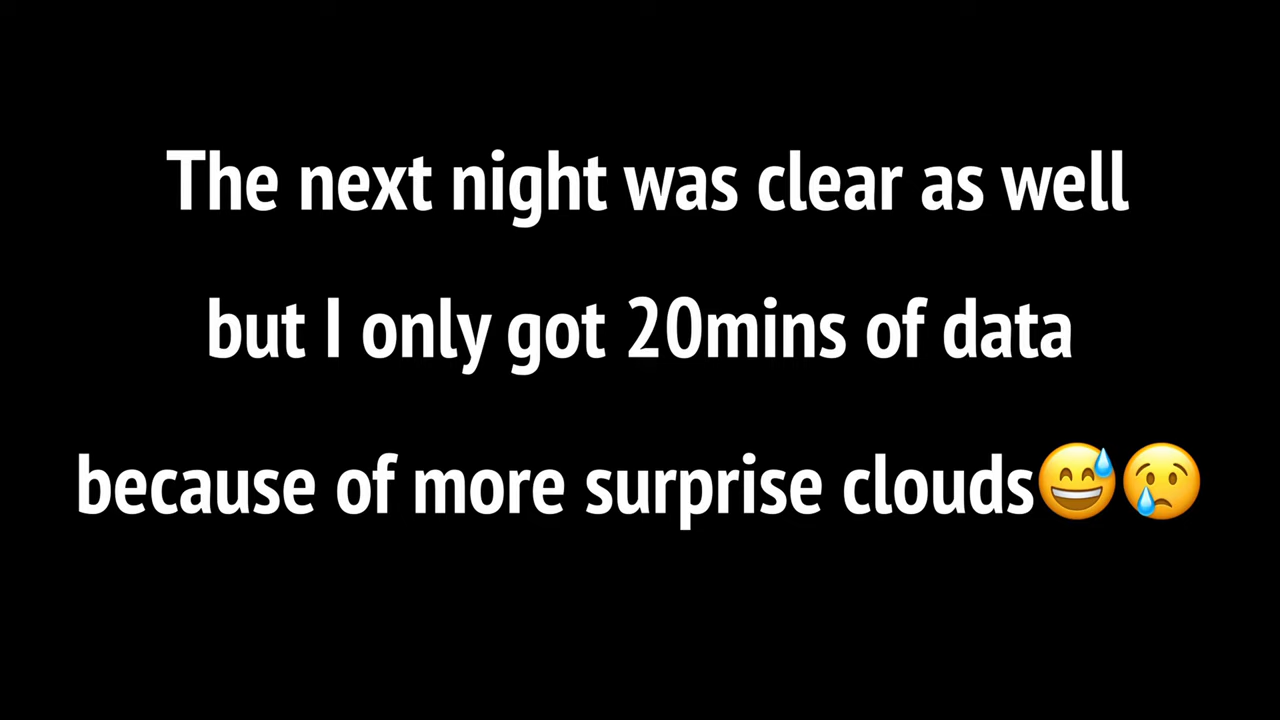 The next night was clear as well
but I only got 20mins of data
because of more surprise clouds😅😢